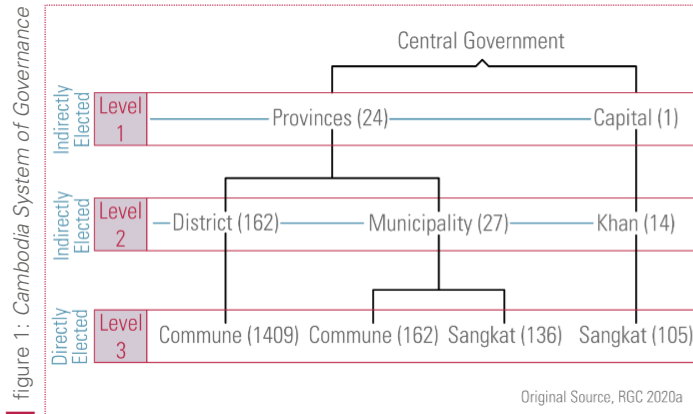 figure 1: Cambodia System of Governance
Central Government
Indirectly
Elected
Level
1
Provinces (24)
Capital (1)
Indirectly
Elected
Level
2
District (162)
Municipality (27)
Khan (14)
Directly
Elected
Level
3
Commune (1409)
Commune (162)
Sangkat (136)
Sangkat (105)
Original Source, RGC 2020a